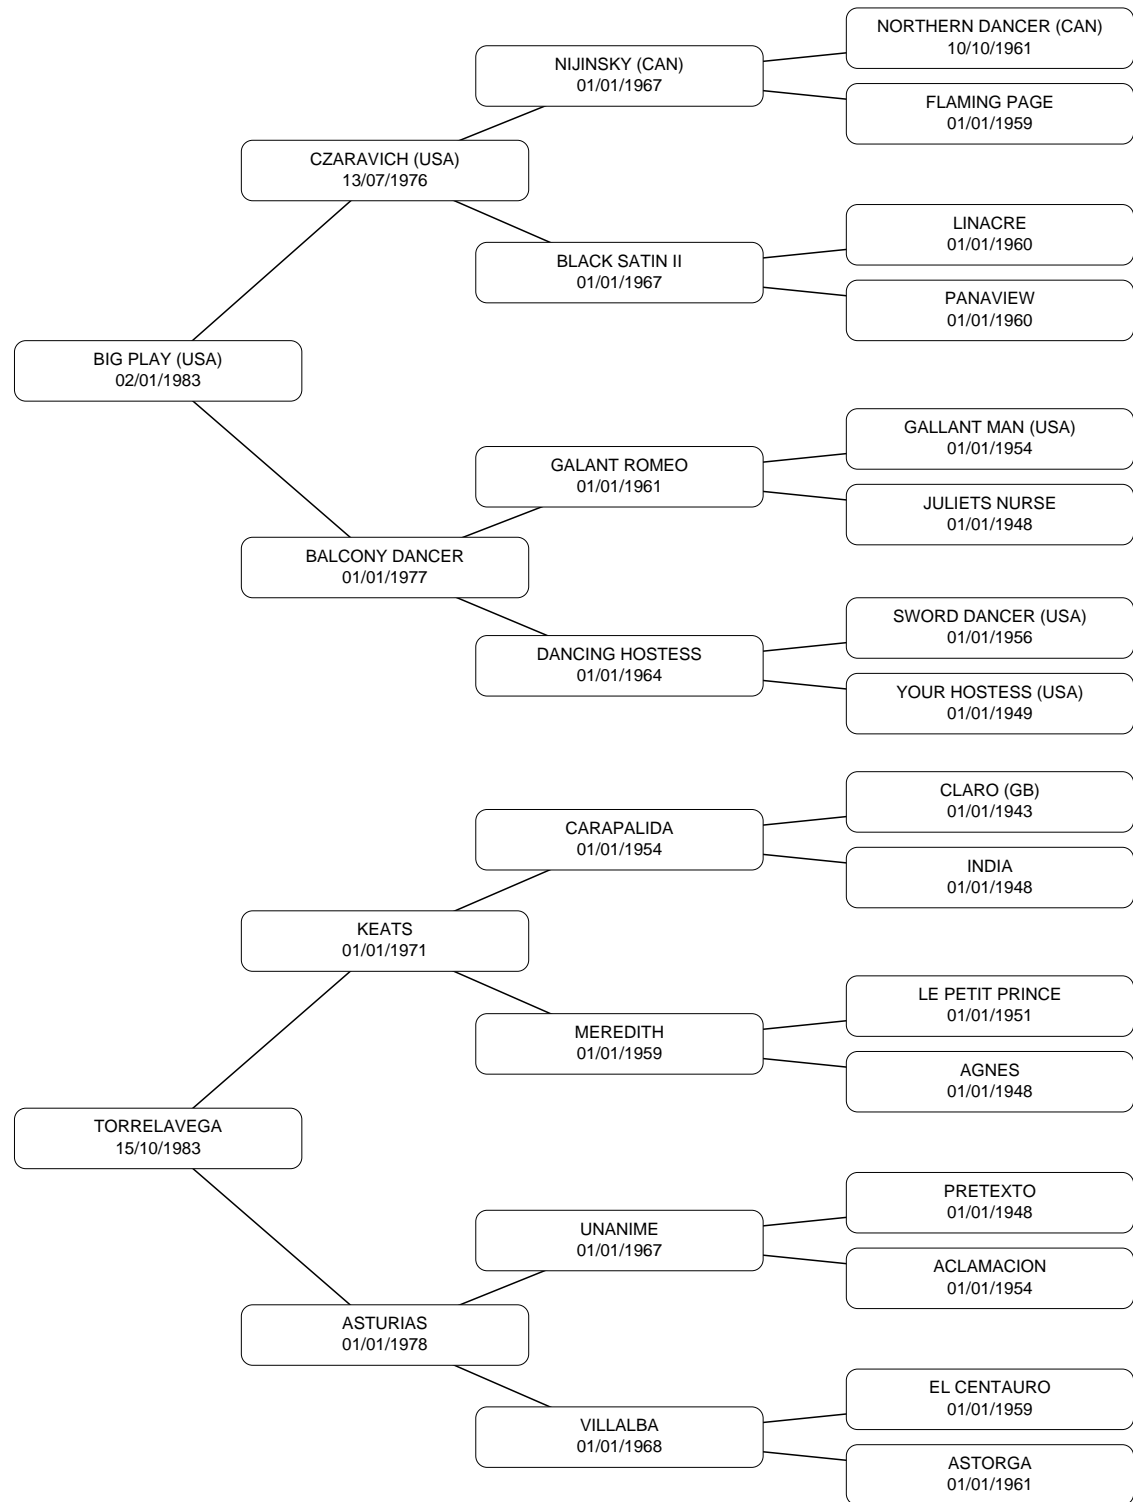 NORTHERN DANCER (CAN)
10/10/1961
NIJINSKY (CAN)
01/01/1967
FLAMING PAGE
01/01/1959
CZARAVICH (USA)
13/07/1976
LINACRE
01/01/1960
BLACK SATIN II
01/01/1967
PANAVIEW
01/01/1960
BIG PLAY (USA)
02/01/1983
GALLANT MAN (USA)
01/01/1954
GALANT ROMEO
01/01/1961
JULIETS NURSE
01/01/1948
BALCONY DANCER
01/01/1977
SWORD DANCER (USA)
01/01/1956
DANCING HOSTESS
01/01/1964
YOUR HOSTESS (USA)
01/01/1949
CLARO (GB)
01/01/1943
CARAPALIDA
01/01/1954
INDIA
01/01/1948
KEATS
01/01/1971
LE PETIT PRINCE
01/01/1951
MEREDITH
01/01/1959
AGNES
01/01/1948
TORRELAVEGA
15/10/1983
PRETEXTO
01/01/1948
UNANIME
01/01/1967
ACLAMACION
01/01/1954
ASTURIAS
01/01/1978
EL CENTAURO
01/01/1959
VILLALBA
01/01/1968
ASTORGA
01/01/1961